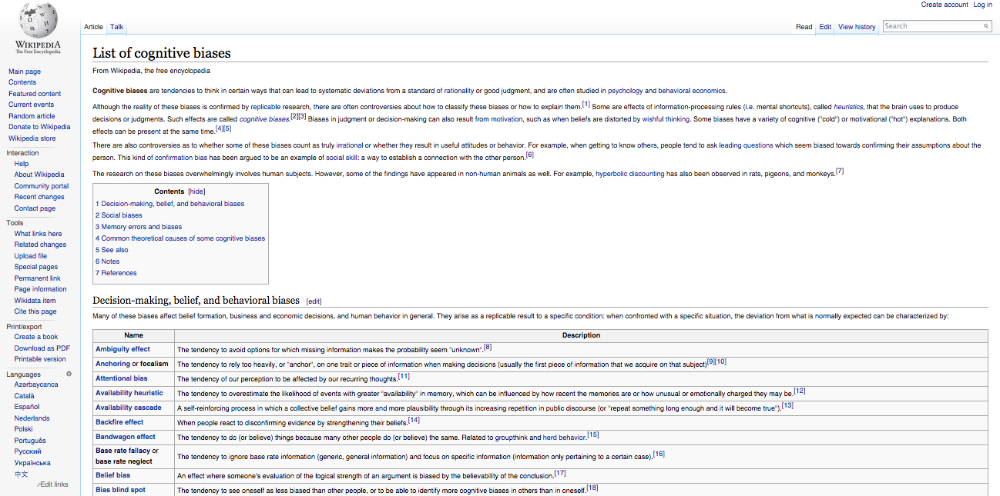 Create account Log in
Article Talk Read Edit View history Search
WIKIPEDIA
The Free Encyclopedia
Main page
Contents
Featured content
Current events
Random article
Donate to Wikipedia
Wikipedia store
Interaction
Help
About Wikipedia
Community portal
Recent changes
Contact page
Tools
What links here
Related changes
Upload file
Special pages
Permanent link
Page information
Wikidata item
Cite this page
Print/export
Create a book
Download as PDF
Printable version
Languages
Azərbaycanca
Català
Español
Nederlands
Polski
Português
Русский
Українська
中文
Edit links
List of cognitive biases
From Wikipedia, the free encyclopedia
Cognitive biases are tendencies to think in certain ways that can lead to systematic deviations from a standard of rationality or good judgment, and are often studied in psychology and behavioral economics.
Although the reality of these biases is confirmed by replicable research, there are often controversies about how to classify these biases or how to explain them.[1] Some are effects of information-processing rules (i.e. mental shortcuts), called heuristics, that the brain uses to produce
decisions or judgments. Such effects are called cognitive biases.[2][3] Biases in judgment or decision-making can also result from motivation, such as when beliefs are distorted by wishful thinking. Some biases have a variety of cognitive ("cold") or motivational ("hot") explanations. Both
effects can be present at the same time.[4][5]
There are also controversies as to whether some of these biases count as truly irrational or whether they result in useful attitudes or behavior. For example, when getting to know others, people tend to ask leading questions which seem biased towards confirming their assumptions about the
person. This kind of confirmation bias has been argued to be an example of social skill: a way to establish a connection with the other person.[6]
The research on these biases overwhelmingly involves human subjects. However, some of the findings have appeared in non-human animals as well. For example, hyperbolic discounting has also been observed in rats, pigeons, and monkeys.[7]
Contents [hide]
1 Decision-making, belief, and behavioral biases
2 Social biases
3 Memory errors and biases
4 Common theoretical causes of some cognitive biases
5 See also
6 Notes
7 References
Decision-making, belief, and behavioral biases [edit]
Many of these biases affect belief formation, business and economic decisions, and human behavior in general. They arise as a replicable result to a specific condition: when confronted with a specific situation, the deviation from what is normally expected can be characterized by:
Name Description
Ambiguity effect The tendency to avoid options for which missing information makes the probability seem "unknown".[8]
Anchoring or focalism The tendency to rely too heavily, or "anchor", on one trait or piece of information when making decisions (usually the first piece of information that we acquire on that subject)[9][10]
Attentional bias The tendency of our perception to be affected by our recurring thoughts.[11]
Availability heuristic The tendency to overestimate the likelihood of events with greater "availability" in memory, which can be influenced by how recent the memories are or how unusual or emotionally charged they may be.[12]
Availability cascade A self-reinforcing process in which a collective belief gains more and more plausibility through its increasing repetition in public discourse (or "repeat something long enough and it will become true").[13]
Backfire effect When people react to disconfirming evidence by strengthening their beliefs.[14]
Bandwagon effect The tendency to do (or believe) things because many other people do (or believe) the same. Related to groupthink and herd behavior.[15]
Base rate fallacy or
base rate neglect The tendency to ignore base rate information (generic, general information) and focus on specific information (information only pertaining to a certain case).[16]
Belief bias An effect where someone's evaluation of the logical strength of an argument is biased by the believability of the conclusion.[17]
Bias blind spot The tendency to see oneself as less biased than other people, or to be able to identify more cognitive biases in others than in oneself.[18]